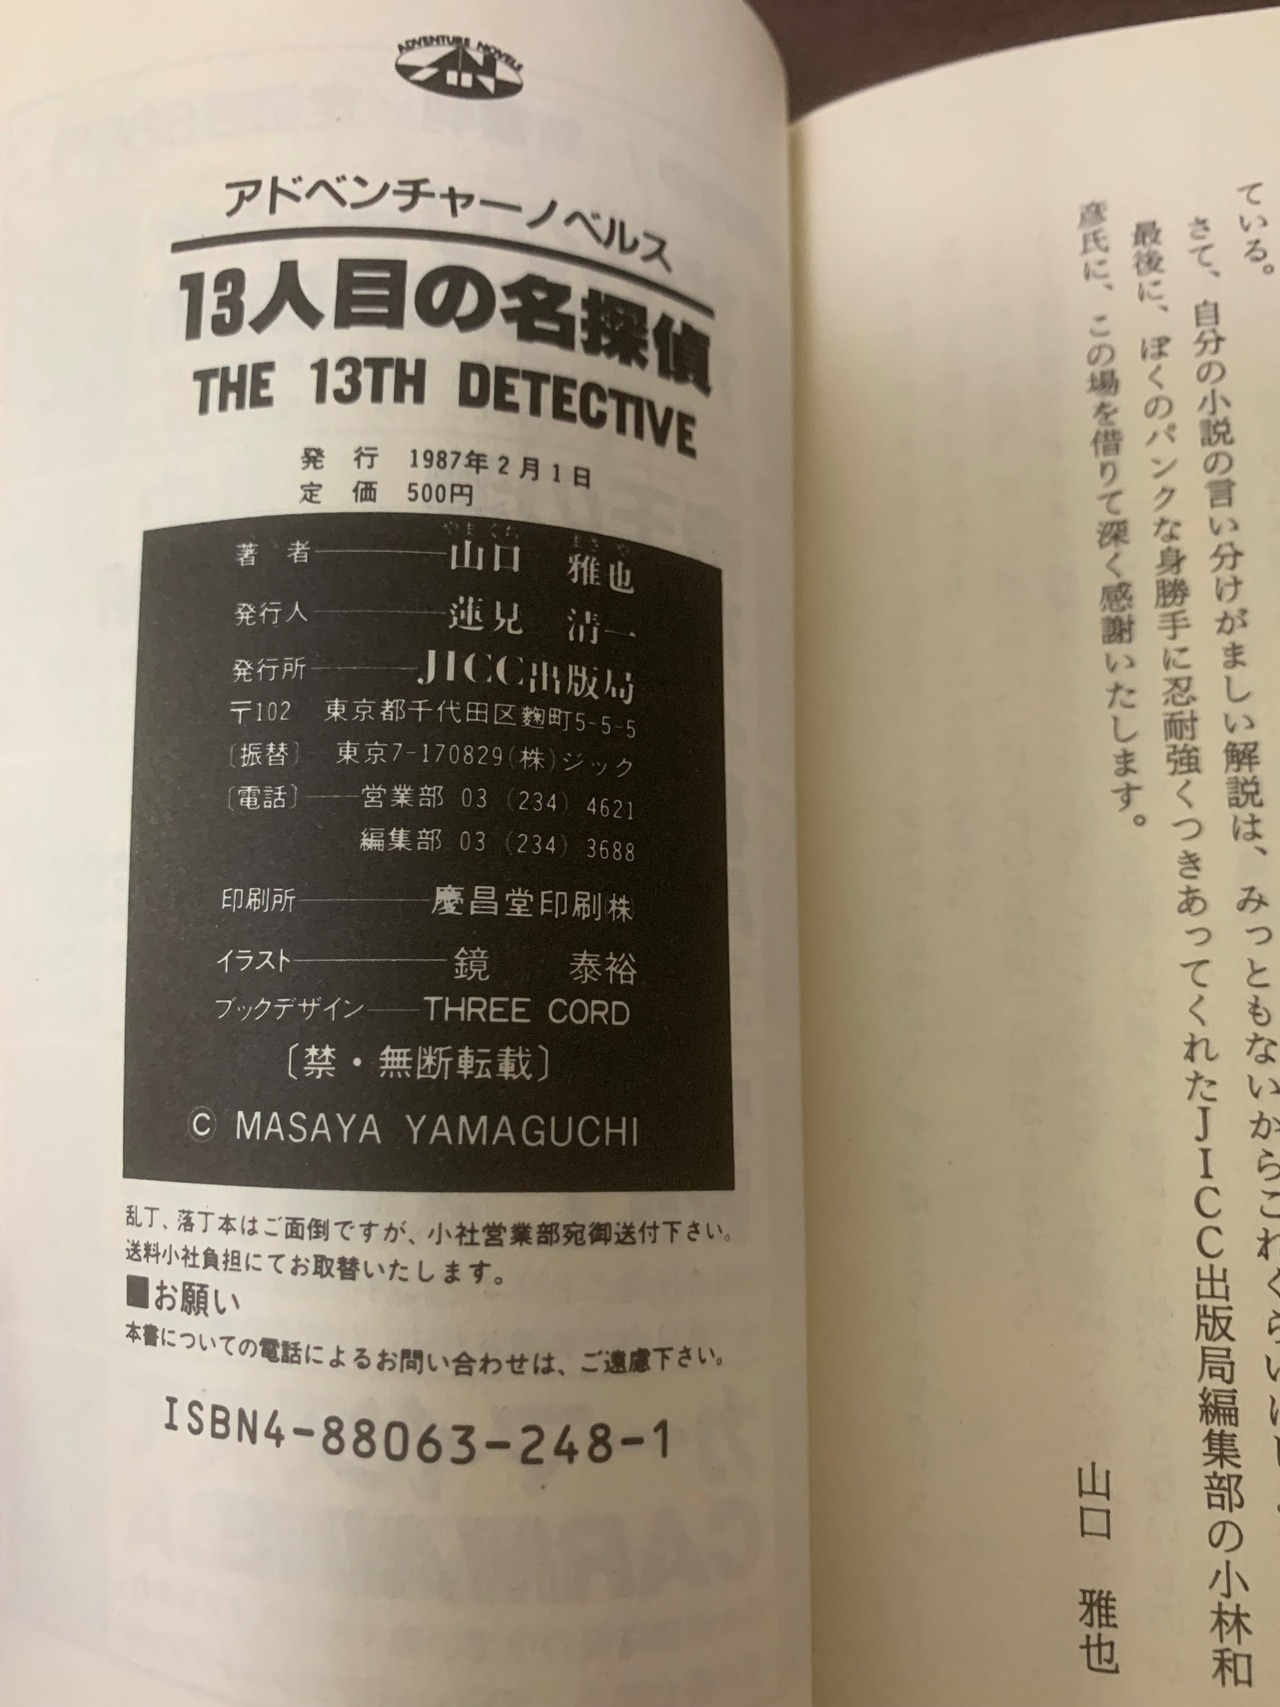 ADVENTURE NOVELS
アドベンチャーノベルス
13人目の名探偵
THE 13TH DETECTIVE
発 行 1987年2月1日
定 価 500円
やま ぐち まさ や
著 者 山口 雅也
発行人 蓮見 清一
発行所 JICC出版局
〒102 東京都千代田区麹町5-5-5
〔振替〕 東京7-170829(株)ジック
〔電話〕 営業部 03 (234) 4621
編集部 03 (234) 3688
印刷所 慶昌堂印刷(株)
イラスト 鏡 泰裕
ブックデザイン THREE CORD
〔禁・無断転載〕
© MASAYA YAMAGUCHI
乱丁、落丁本はご面倒ですが、小社営業部宛御送付下さい。
送料小社負担にてお取替いたします。
■お願い
本書についての電話によるお問い合わせは、ご遠慮下さい。
ISBN4-88063-248-1
ている。
さて、自分の小説の言い分けがましい解説は、みっともないからこれくらい
最後に、ぼくのパンクな身勝手に忍耐強くつきあってくれたJICC出版局編集部の小林和
彦氏に、この場を借りて深く感謝いたします。
山口 雅也